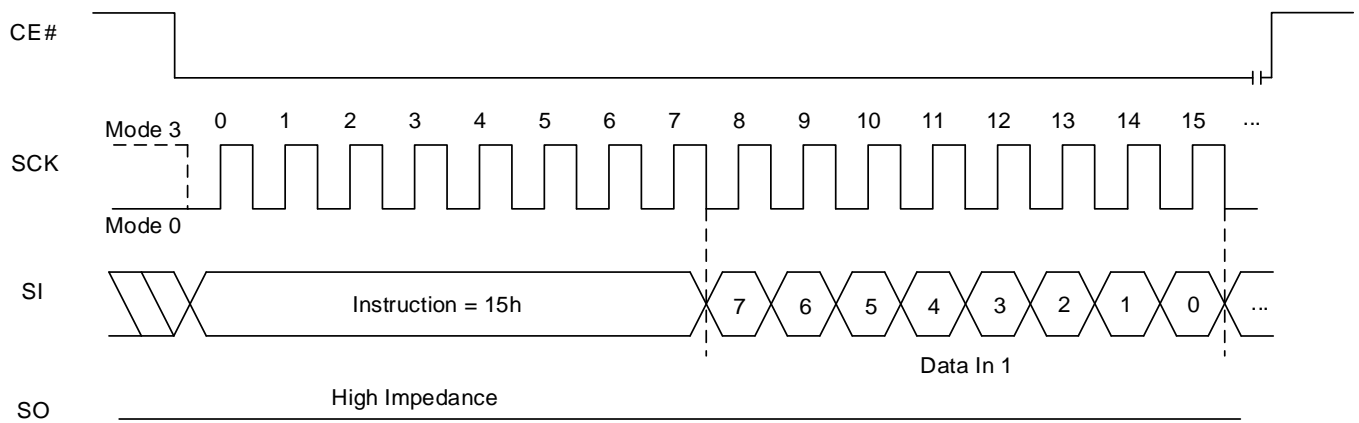 CE#
Mode 3 0 1 2 3 4 5 6 7 8 9 10 11 12 13 14 15 ...
SCK
Mode 0
SI Instruction = 15h 7 6 5 4 3 2 1 0 ...
Data In 1
High Impedance
SO